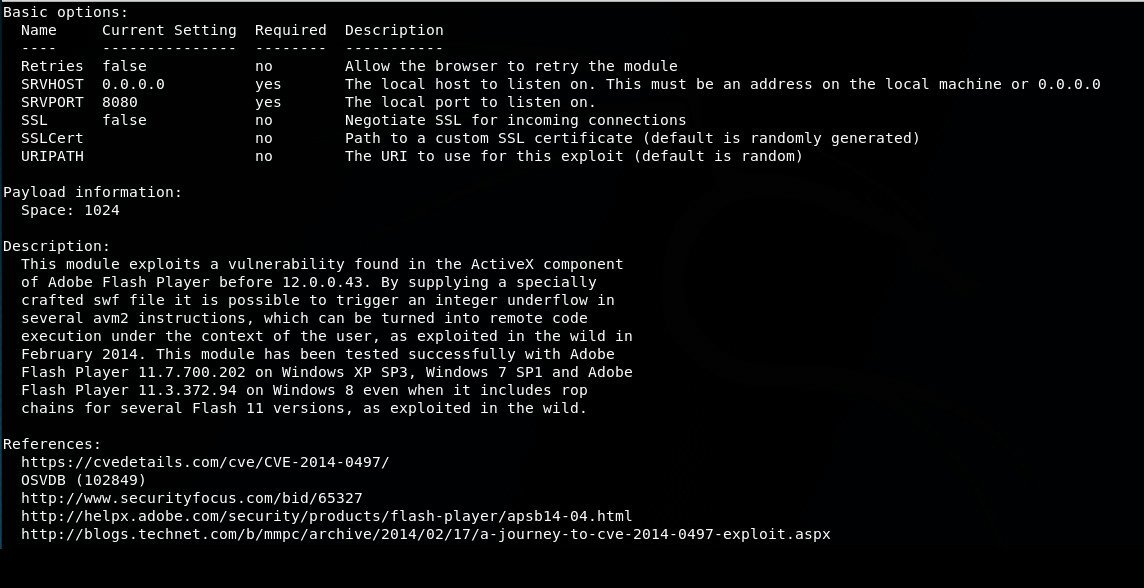 Basic options:
  Name     Current Setting  Required  Description
  ----     ---------------  --------  -----------
  Retries  false            no        Allow the browser to retry the module
  SRVHOST  0.0.0.0          yes       The local host to listen on. This must be an address on the local machine or 0.0.0.0
  SRVPORT  8080             yes       The local port to listen on.
  SSL      false            no        Negotiate SSL for incoming connections
  SSLCert                   no        Path to a custom SSL certificate (default is randomly generated)
  URIPATH                   no        The URI to use for this exploit (default is random)

Payload information:
  Space: 1024

Description:
  This module exploits a vulnerability found in the ActiveX component
  of Adobe Flash Player before 12.0.0.43. By supplying a specially
  crafted swf file it is possible to trigger an integer underflow in
  several avm2 instructions, which can be turned into remote code
  execution under the context of the user, as exploited in the wild in
  February 2014. This module has been tested successfully with Adobe
  Flash Player 11.7.700.202 on Windows XP SP3, Windows 7 SP1 and Adobe
  Flash Player 11.3.372.94 on Windows 8 even when it includes rop
  chains for several Flash 11 versions, as exploited in the wild.

References:
  https://cvedetails.com/cve/CVE-2014-0497/
  OSVDB (102849)
  http://www.securityfocus.com/bid/65327
  http://helpx.adobe.com/security/products/flash-player/apsb14-04.html
  http://blogs.technet.com/b/mmpc/archive/2014/02/17/a-journey-to-cve-2014-0497-exploit.aspx